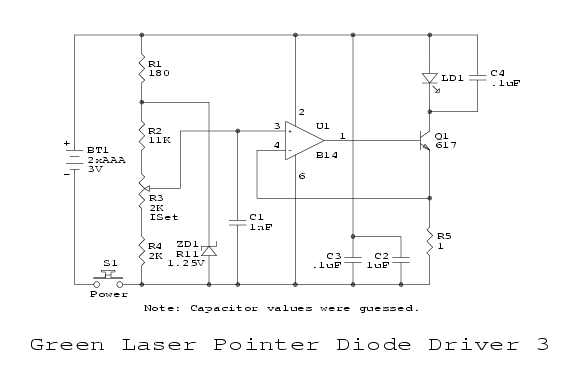 R1
180
R2
11K
R3
2K
ISet
R4
2K
+
BT1
2xAAA
3V
-
S1
Power
ZD1
R11
1.25V
C1
1nF
2
3
+
4
-
U1
1
B14
6
LD1
C4
.1uF
Q1
617
R5
1
C3
.1uF
C2
1uF
Note: Capacitor values were guessed.
Green Laser Pointer Diode Driver 3